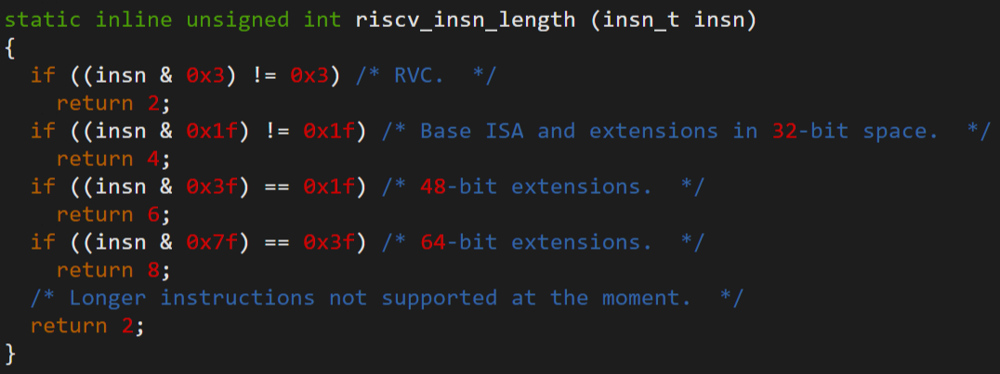 static inline unsigned int riscv_insn_length (insn_t insn)
{
  if ((insn & 0x3) != 0x3) /* RVC.  */
    return 2;
  if ((insn & 0x1f) != 0x1f) /* Base ISA and extensions in 32-bit space.  */
    return 4;
  if ((insn & 0x3f) == 0x1f) /* 48-bit extensions.  */
    return 6;
  if ((insn & 0x7f) == 0x3f) /* 64-bit extensions.  */
    return 8;
  /* Longer instructions not supported at the moment.  */
  return 2;
}